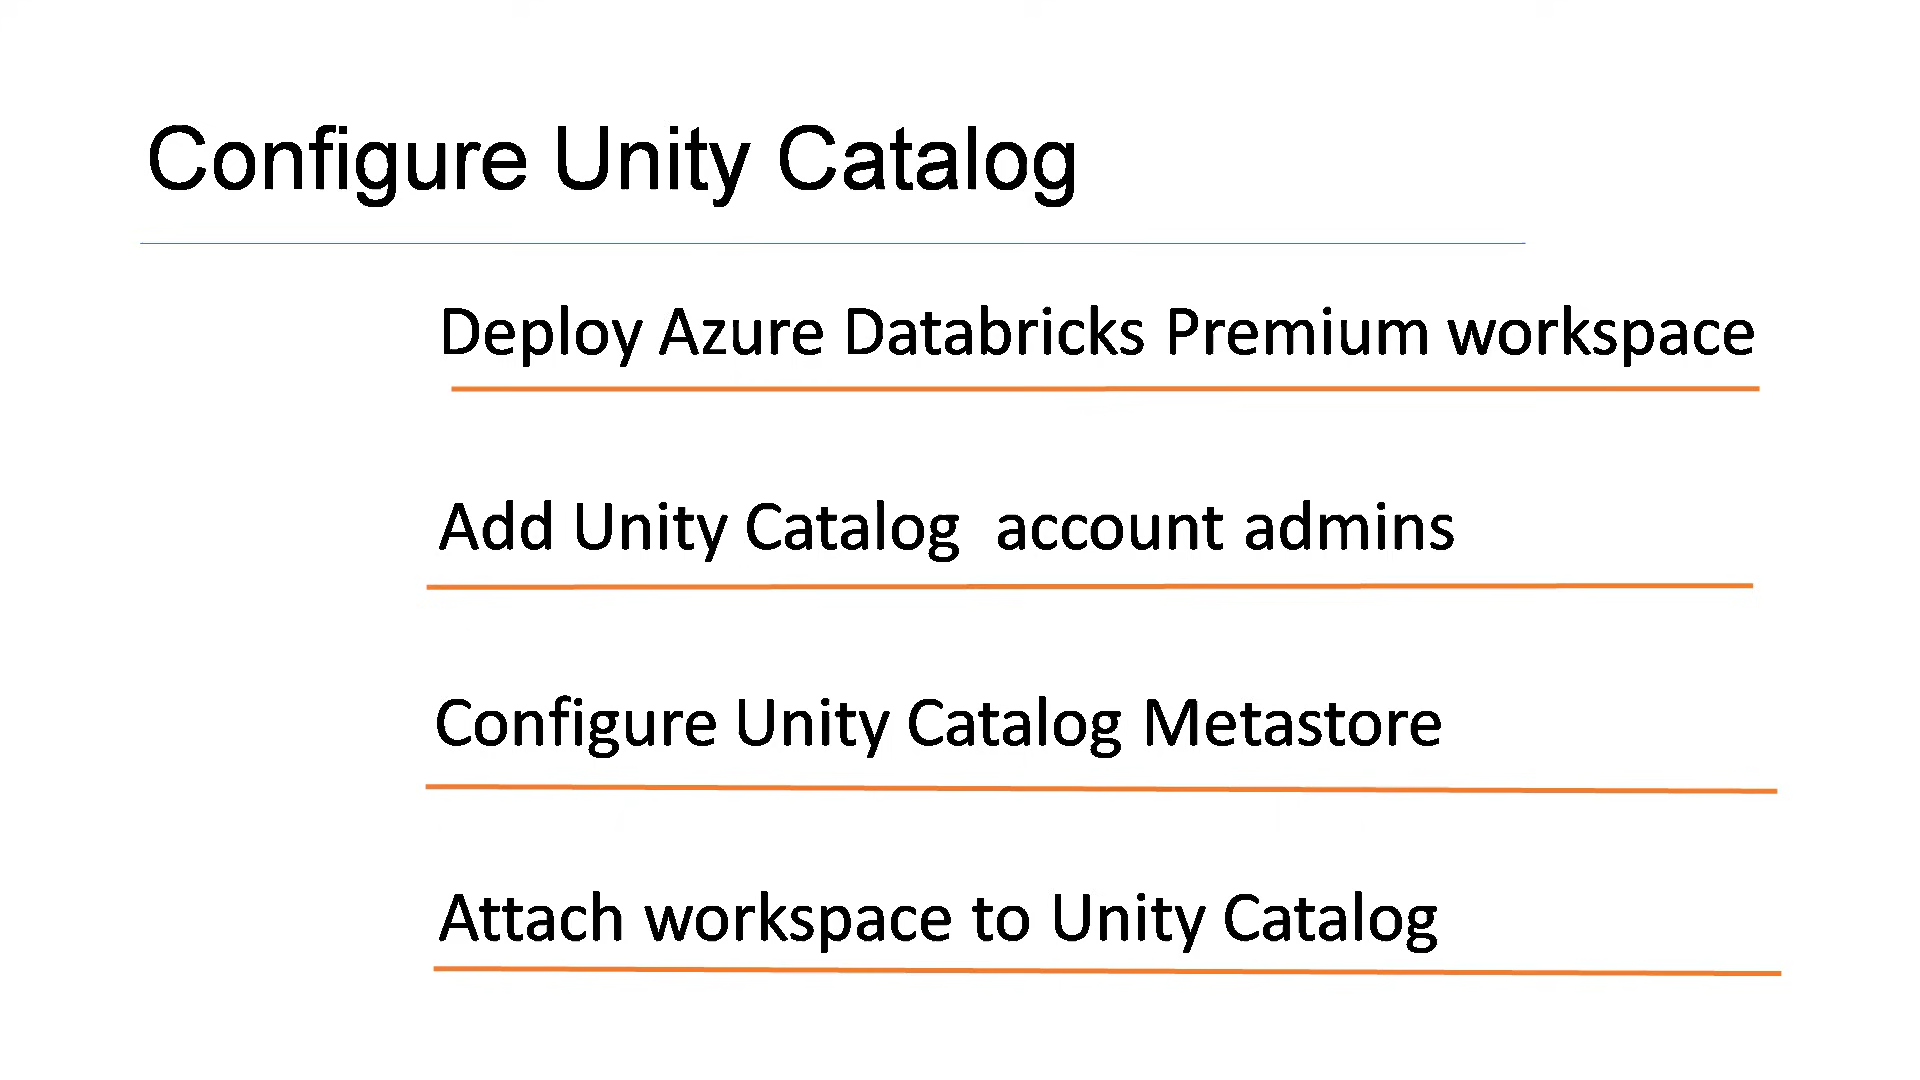 Configure Unity Catalog
Deploy Azure Databricks Premium workspace
Add Unity Catalog  account admins
Configure Unity Catalog Metastore
Attach workspace to Unity Catalog